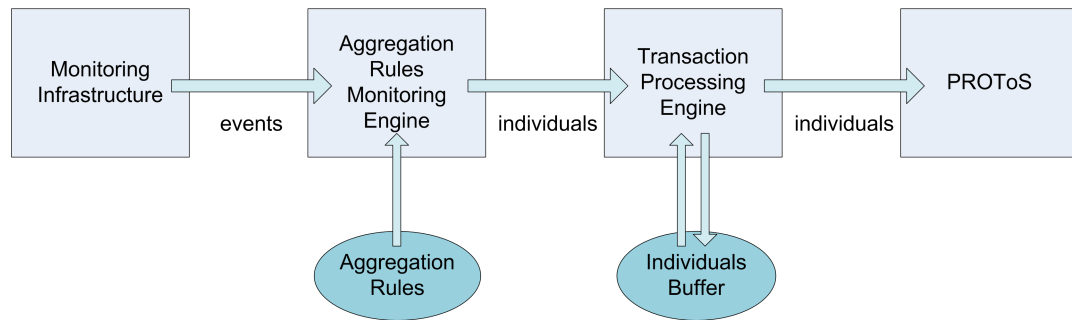 Monitoring
Infrastructure
events
Aggregation
Rules
Monitoring
Engine
individuals
Transaction
Processing
Engine
individuals
PROToS
Aggregation
Rules
Individuals
Buffer